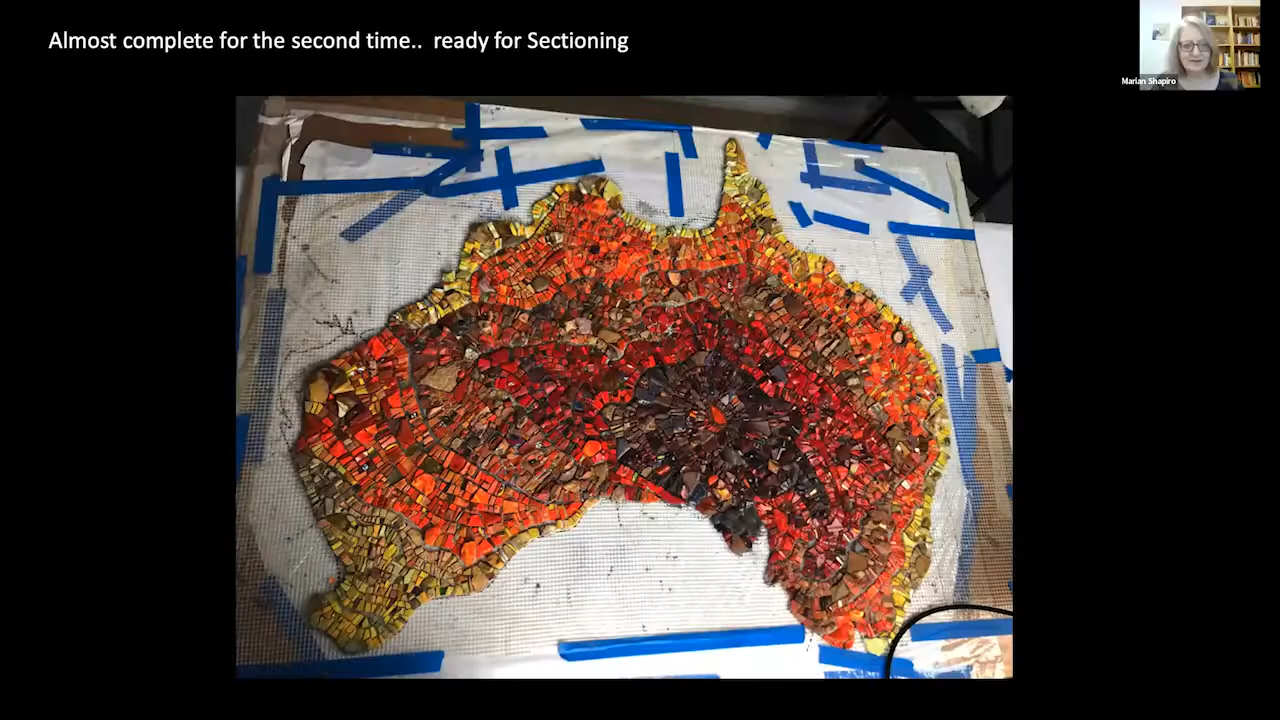 Almost complete for the second time..  ready for Sectioning
Marian Shapiro